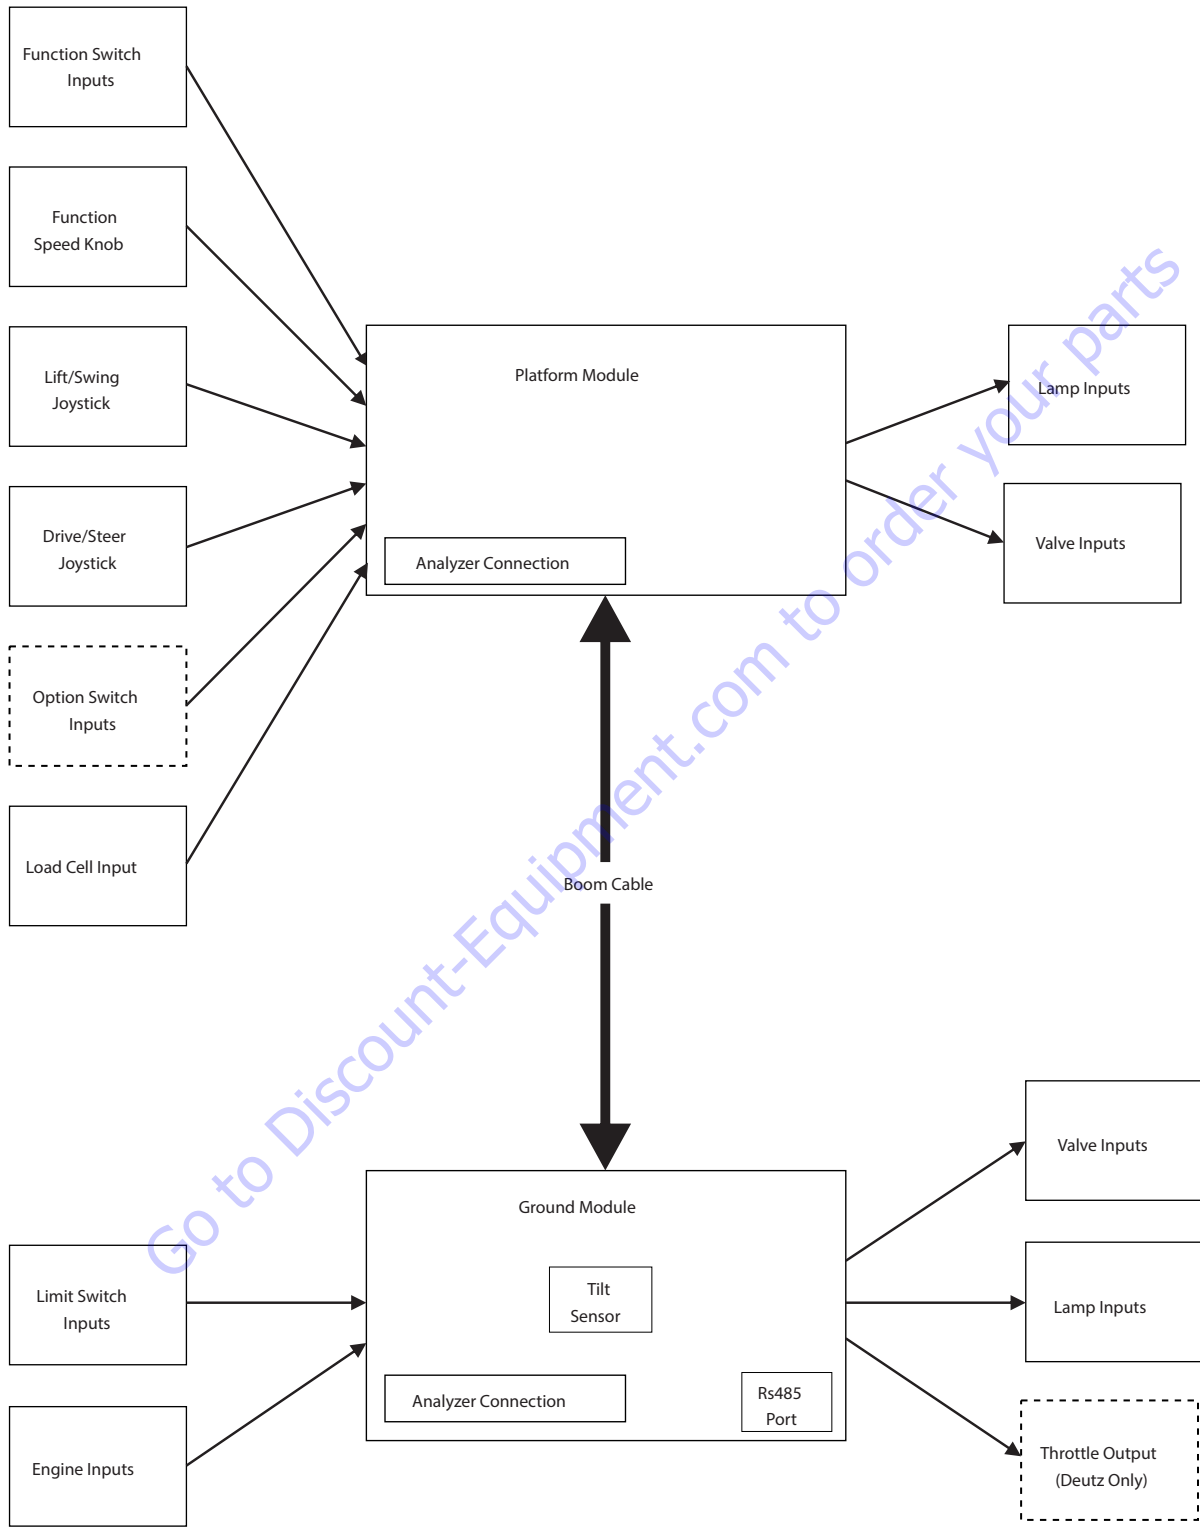 Function Switch
Inputs
Function
Speed Knob
Lift/Swing
Joystick
Drive/Steer
Joystick
Option Switch
Inputs
Load Cell Input
Platform Module
Analyzer Connection
Lamp Inputs
Valve Inputs
Boom Cable
Ground Module
Tilt
Sensor
Analyzer Connection
Rs485
Port
Limit Switch
Inputs
Engine Inputs
Valve Inputs
Lamp Inputs
Throttle Output
(Deutz Only)
Go to Discount-Equipment.com to order your parts